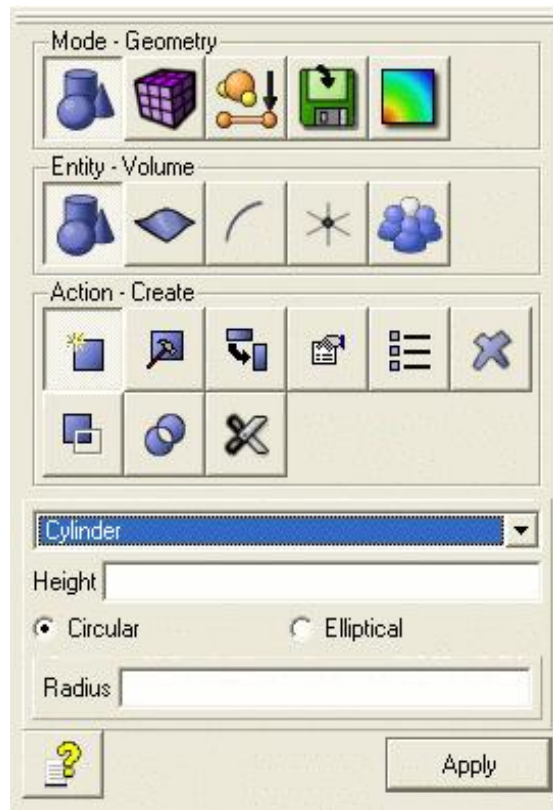 Mode - Geometry
Entity - Volume
Action - Create
Cylinder
Height
Circular Elliptical
Radius
Apply